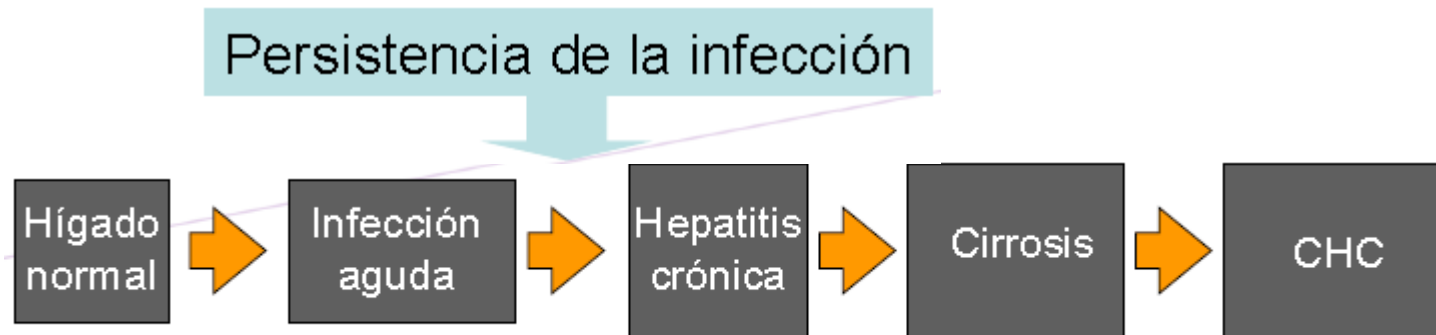 Persistencia de la infección
Hígado
normal
Infección
aguda
Hepatitis
crónica
Cirrosis
CHC